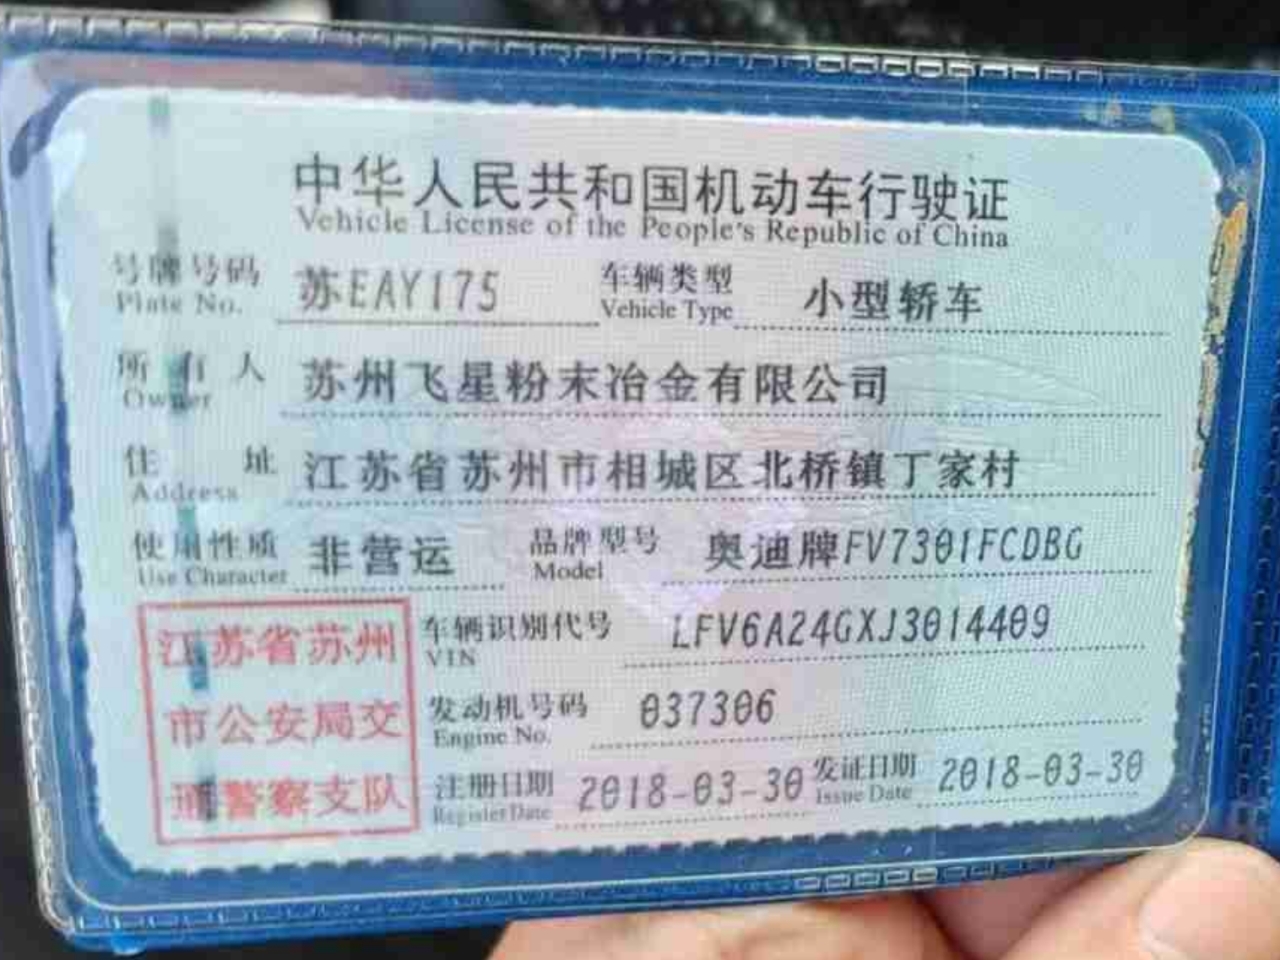 中华人民共和国机动车行驶证
Vehicle License of the People's Republic of China
号牌号码 苏EAY175 车辆类型 小型轿车
Plate No. Vehicle Type
所有人 苏州飞星粉末冶金有限公司
Owner
住址 江苏省苏州市相城区北桥镇丁家村
Address
使用性质 非营运 品牌型号 奥迪牌FV7301FCDBG
Use Character Model
江苏省苏州
市公安局交
通警察支队
车辆识别代号 LFV6A24GXJ3014409
VIN
发动机号码 037306
Engine No.
注册日期 2018-03-30 发证日期 2018-03-30
Register Date Issue Date